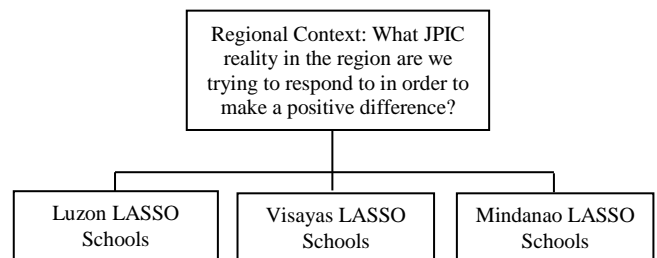 Regional Context: What JPIC
reality in the region are we
trying to respond to in order to
make a positive difference?
Luzon LASSO
Schools
Visayas LASSO
Schools
Mindanao LASSO
Schools